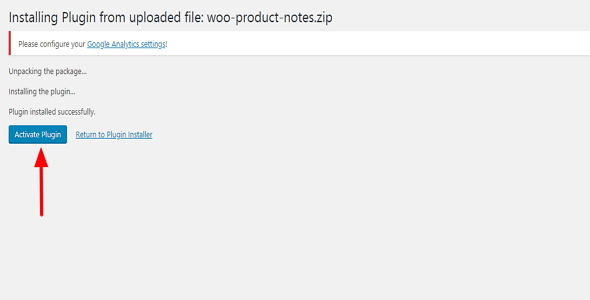 Installing Plugin from uploaded file: woo-product-notes.zip
Please configure your Google Analytics settings!
Unpacking the package...
Installing the plugin...
Plugin installed successfully.
Activate Plugin Return to Plugin Installer